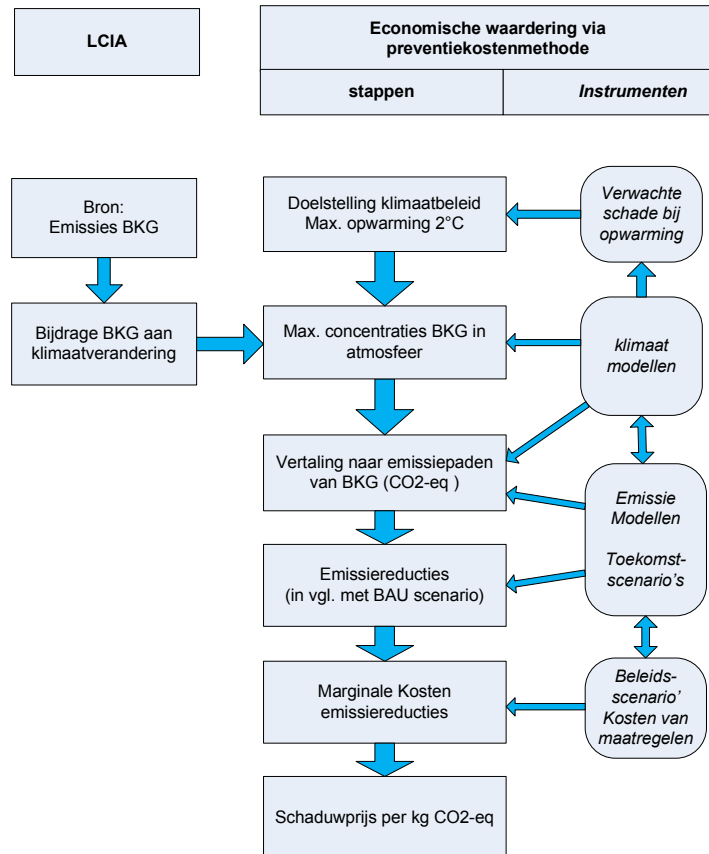 LCIA
Economische waardering via
preventiekostenmethode
stappen
Instrumenten
Bron:
Emissies BKG
Bijdrage BKG aan
klimaatverandering
Doelstelling klimaatbeleid
Max. opwarming 2°C
Max. concentraties BKG in
atmosfeer
Vertaling naar emissiepaden
van BKG (CO2-eq )
Emissiereducties
(in vgl. met BAU scenario)
Marginale Kosten
emissiereducties
Schaduwprijs per kg CO2-eq
Verwachte
schade bij
opwarming
klimaat
modellen
Emissie
Modellen
Toekomst-
scenario's
Beleids-
scenario'
Kosten van
maatregelen